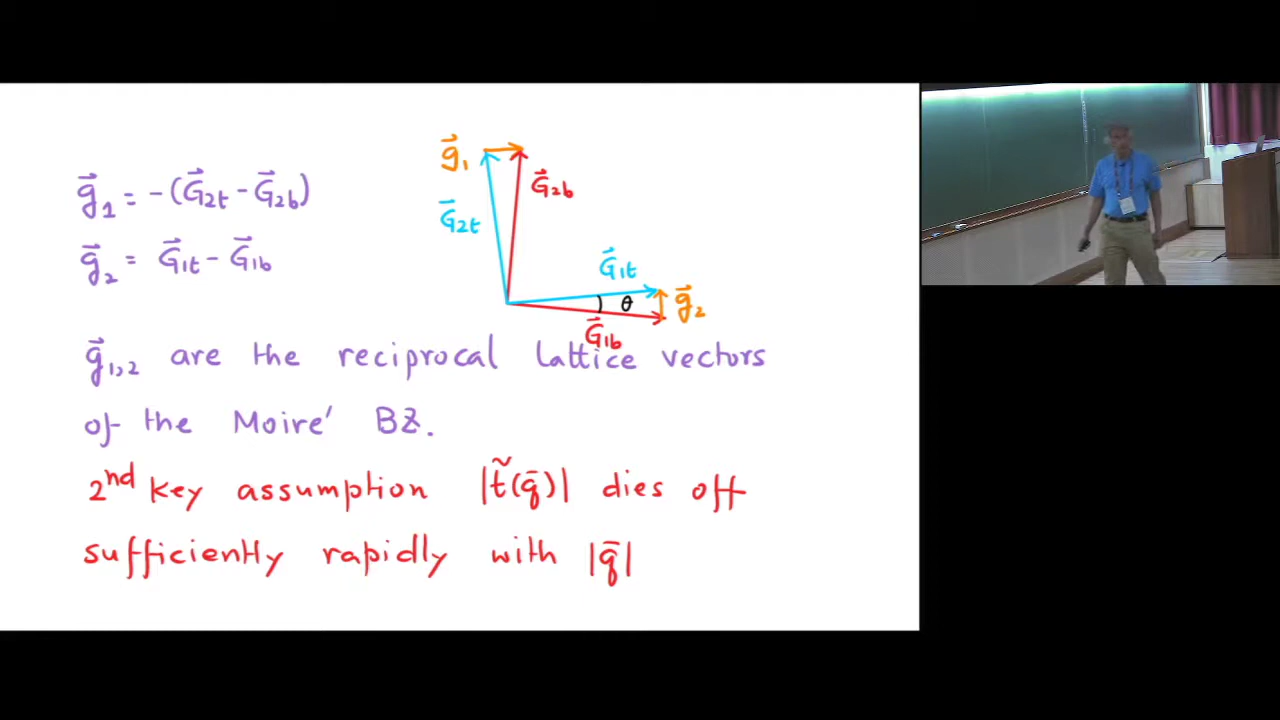 g⃗₁ = -(G⃗₂t - G⃗₂b)
g⃗₂ = G⃗₁t - G⃗₁b
g⃗₁
G⃗₂b
G⃗₂t
G⃗₁t
θ
g⃗₂
G⃗₁b
g⃗₁,₂ are the reciprocal lattice vectors
of the Moire' BZ.
2nd key assumption |t̃(q̄)| dies off
sufficiently rapidly with |q̄|